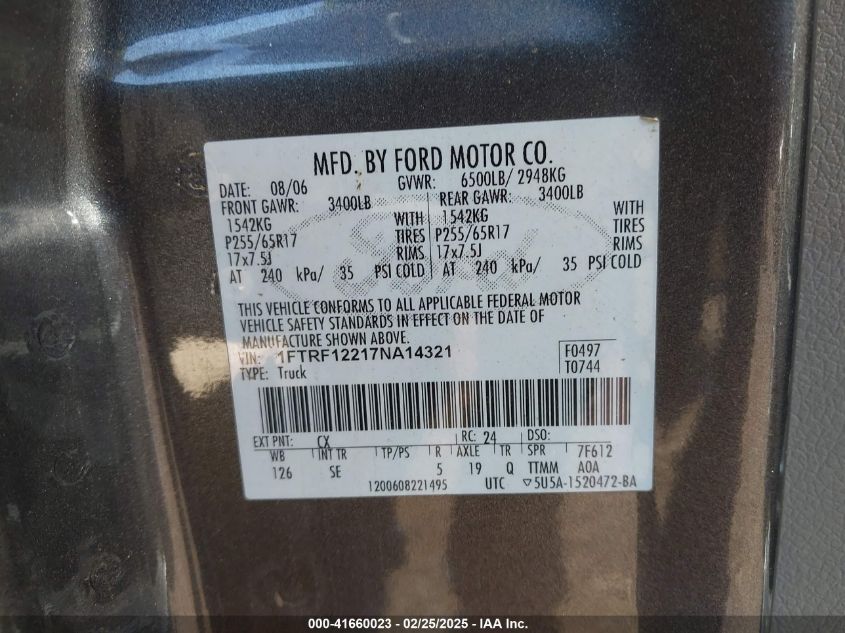 MFD. BY FORD MOTOR CO.
DATE: 08/06 GVWR: 6500LB/ 2948KG
FRONT GAWR: 3400LB REAR GAWR: 3400LB
1542KG WITH 1542KG WITH
P255/65R17 TIRES P255/65R17 TIRES
17x7.5J RIMS 17x7.5J RIMS
AT 240 kPa/ 35 PSI COLD AT 240 kPa/ 35 PSI COLD
Ford
THIS VEHICLE CONFORMS TO ALL APPLICABLE FEDERAL MOTOR
VEHICLE SAFETY STANDARDS IN EFFECT ON THE DATE OF
MANUFACTURE SHOWN ABOVE.
VIN: 1FTRF12217NA14321 F0497
TYPE: Truck T0744
EXT PNT: CX RC: 24 DSO:
WB INT TR TP/PS R AXLE TR SPR 7F612
126 SE 5 19 Q TTMM AOA
1200608221495 UTC ▽5U5A-1520472-BA
000-41660023 - 02/25/2025 - IAA Inc.